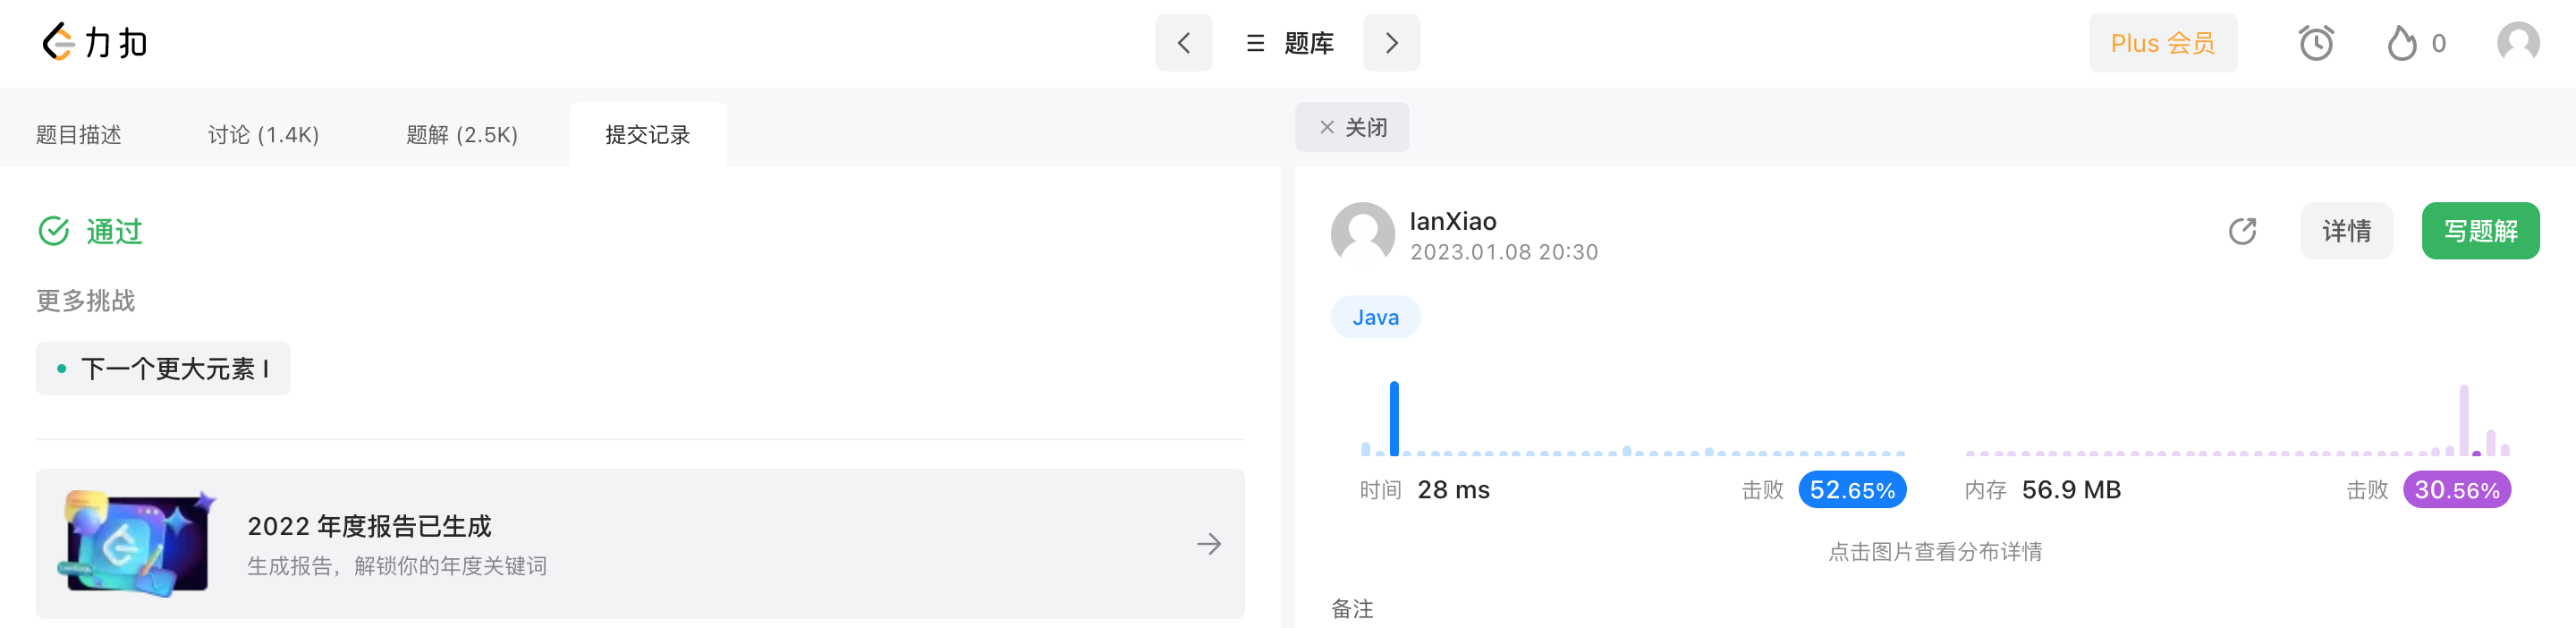 力扣
题库
Plus 会员
0
题目描述
讨论 (1.4K)
题解 (2.5K)
提交记录
关闭
通过
更多挑战
下一个更大元素 I
2022 年度报告已生成
生成报告，解锁你的年度关键词
IanXiao
2023.01.08 20:30
详情
写题解
Java
时间 28 ms 击败 52.65%
内存 56.9 MB 击败 30.56%
点击图片查看分布详情
备注